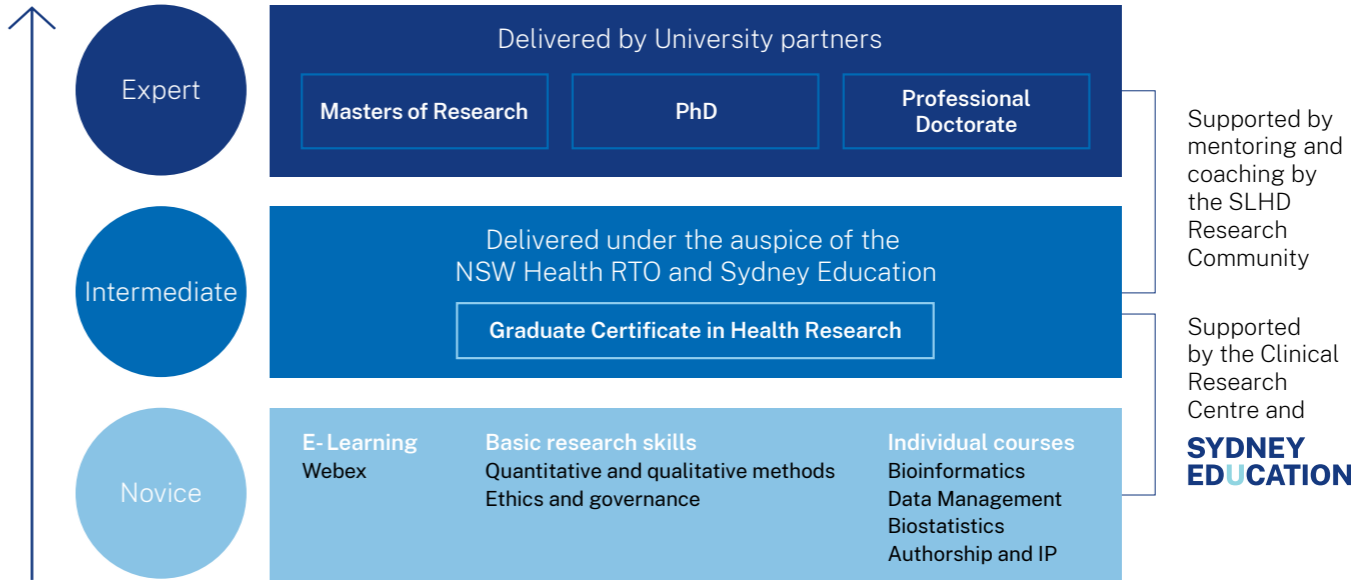 Expert
Delivered by University partners
Masters of Research
PhD
Professional
Doctorate
Supported by
mentoring and
coaching by
the SLHD
Research
Community
Intermediate
Delivered under the auspice of the
NSW Health RTO and Sydney Education
Graduate Certificate in Health Research
Supported
by the Clinical
Research
Centre and
SYDNEY
EDUCATION
Novice
E-Learning
Webex
Basic research skills
Quantitative and qualitative methods
Ethics and governance
Individual courses
Bioinformatics
Data Management
Biostatistics
Authorship and IP